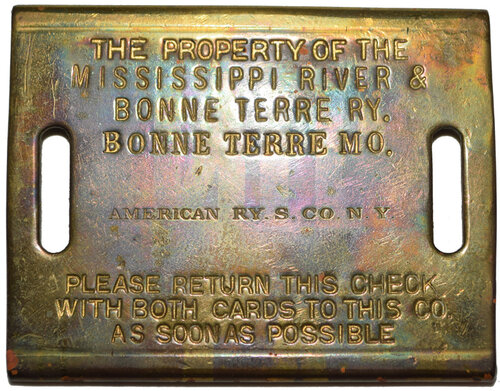 THE PROPERTY OF THE
MISSISSIPPI RIVER &
BONNE TERRE RY.
BONNE TERRE MO.
AMERICAN RY. S. CO. N. Y.
PLEASE RETURN THIS CHECK
WITH BOTH CARDS TO THIS CO.
AS SOON AS POSSIBLE